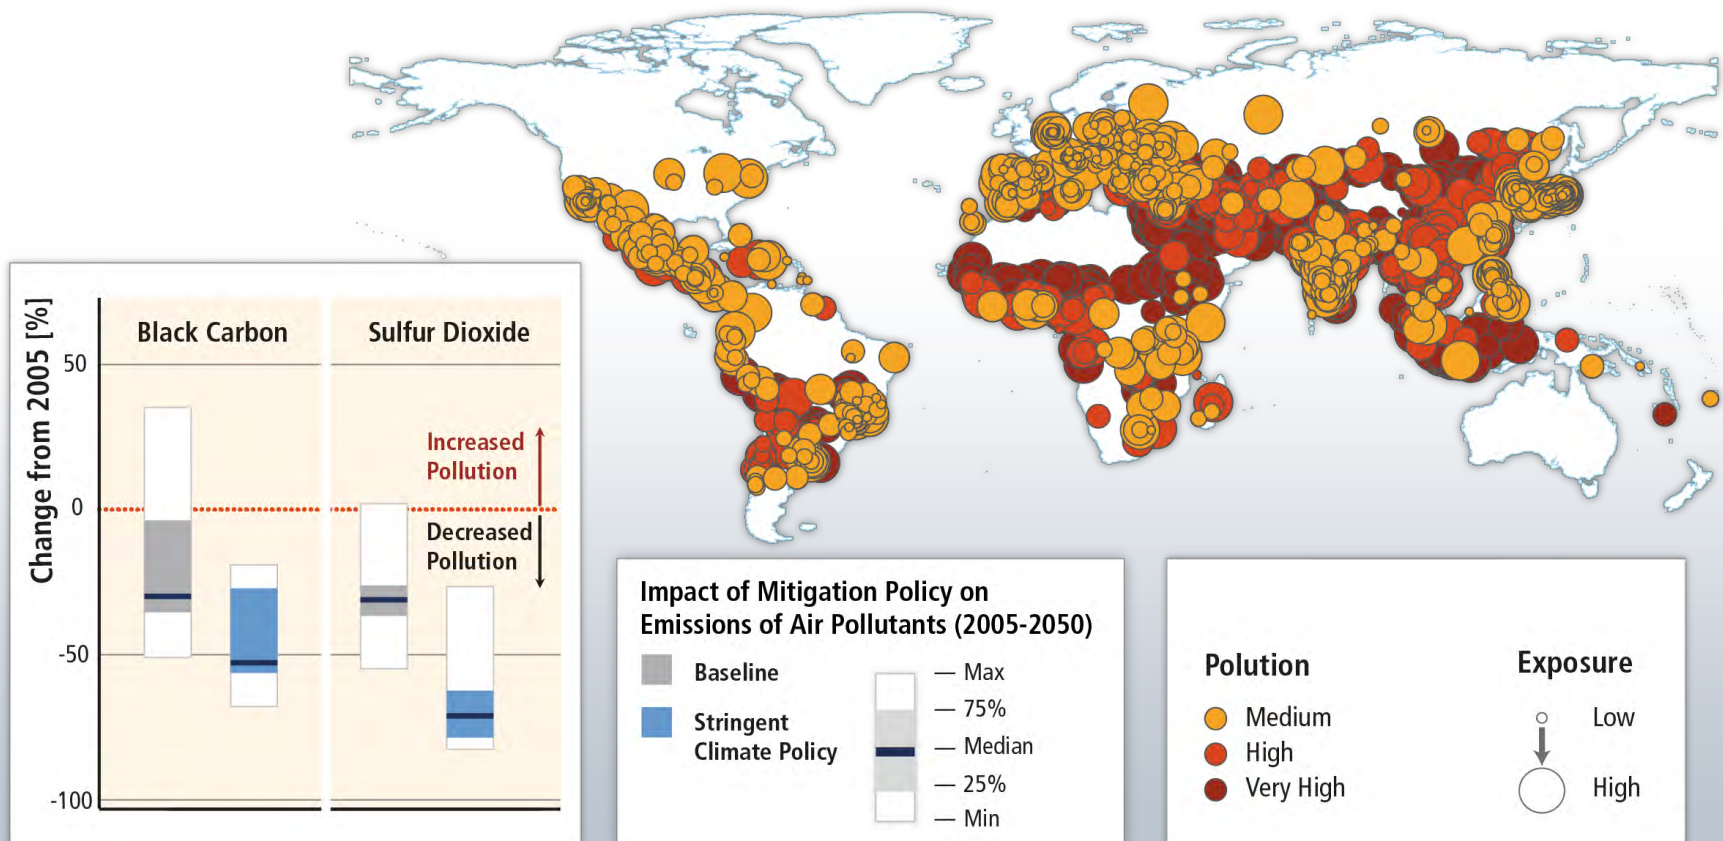 Change from 2005 [%]
Black Carbon
Sulfur Dioxide
50
0
-50
-100
Increased
Pollution
Decreased
Pollution
Impact of Mitigation Policy on
Emissions of Air Pollutants (2005-2050)
Baseline
Stringent
Climate Policy
— Max
— 75%
— Median
— 25%
— Min
Polution
Medium
High
Very High
Exposure
Low
High